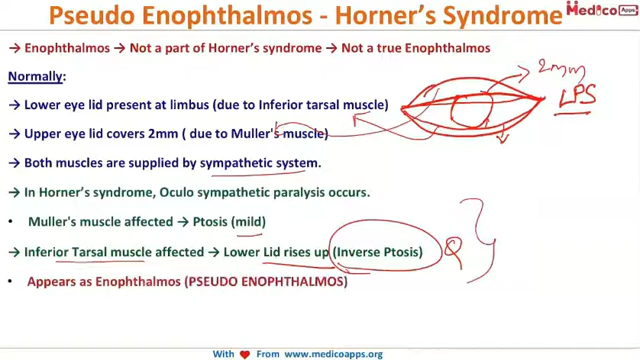 Pseudo Enophthalmos - Horner's Syndrome
Medico
Apps
→ Enophthalmos → Not a part of Horner's syndrome → Not a true Enophthalmos
Normally:
→ Lower eye lid present at limbus (due to Inferior tarsal muscle)
→ Upper eye lid covers 2mm ( due to Muller's muscle)
→ Both muscles are supplied by sympathetic system.
→ In Horner's syndrome, Oculo sympathetic paralysis occurs.
• Muller's muscle affected → Ptosis (mild)
→ Inferior Tarsal muscle affected → Lower Lid rises up (Inverse Ptosis)
• Appears as Enophthalmos (PSEUDO ENOPHTHALMOS)
2mm
LPS
Q
With ♥ From www.medicoapps.org